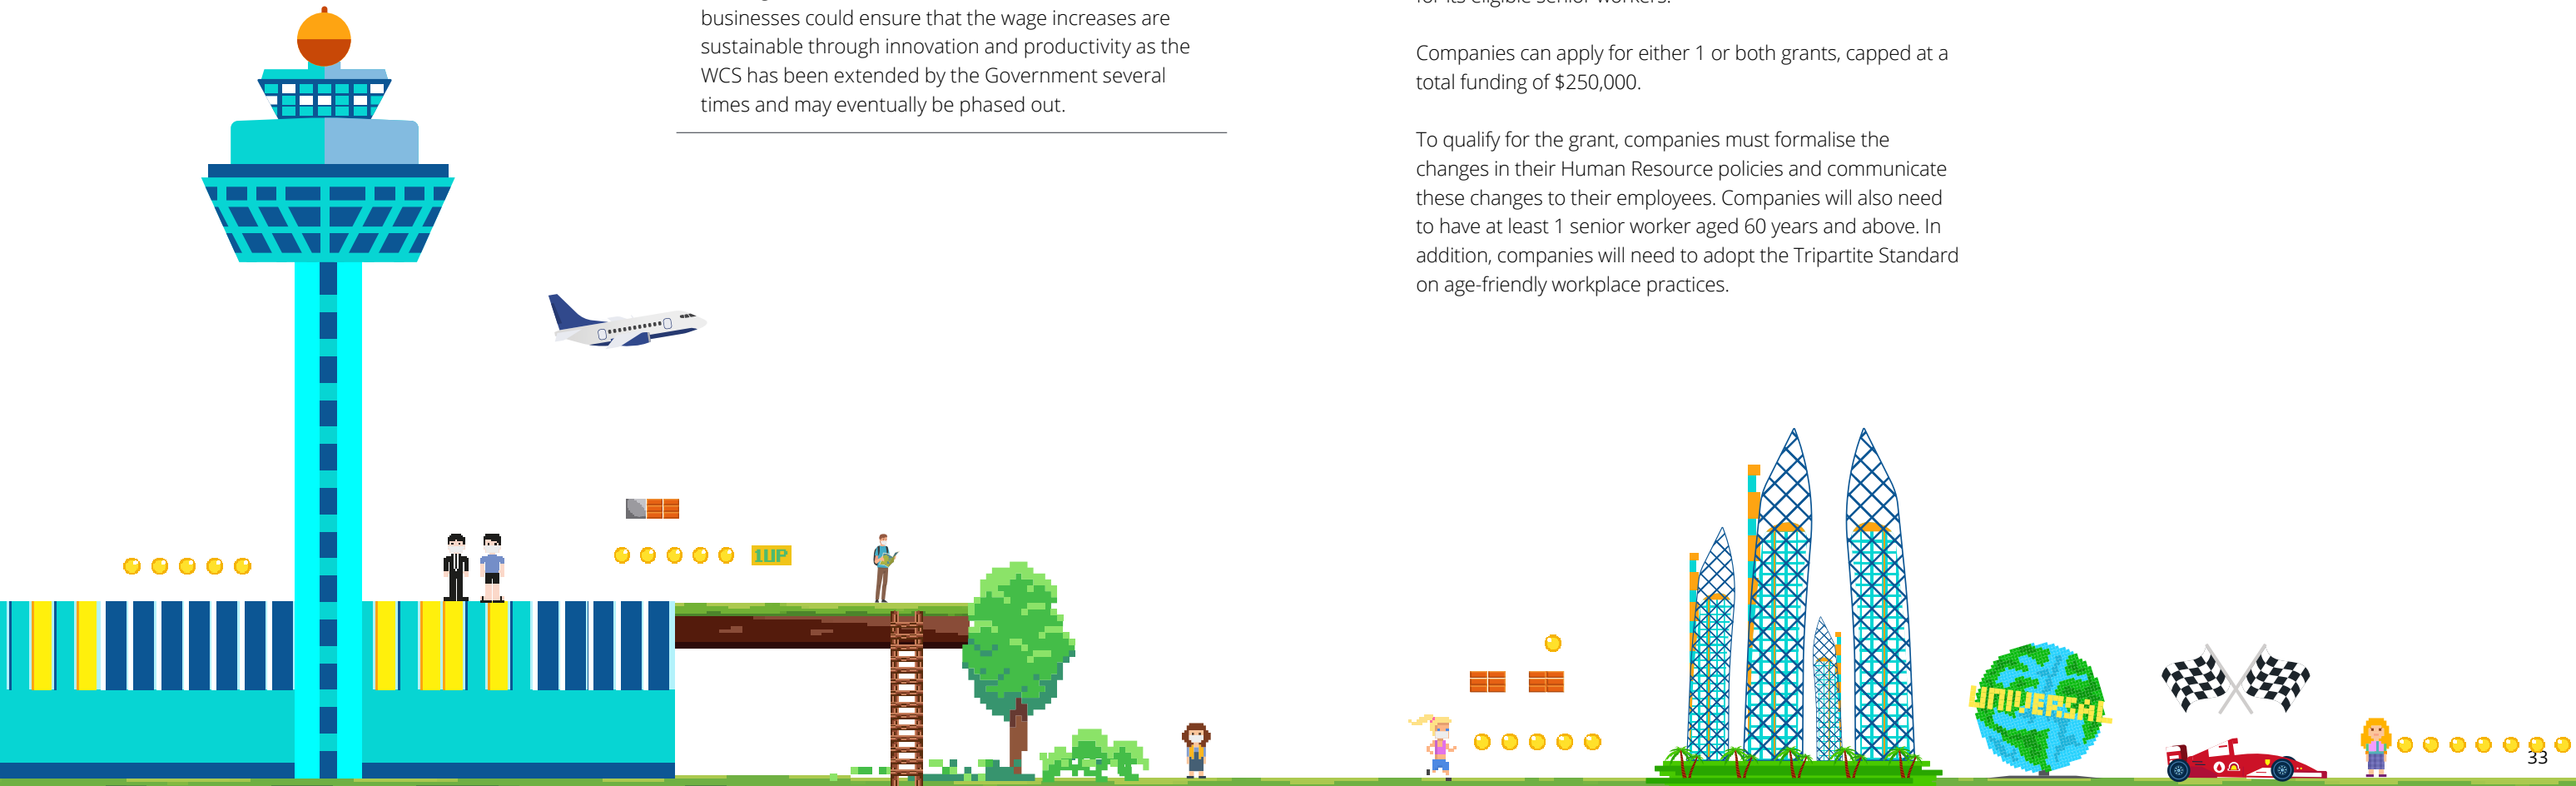 businesses could ensure that the wage increases are
sustainable through innovation and productivity as the
WCS has been extended by the Government several
times and may eventually be phased out.
for its eligible senior workers.
Companies can apply for either 1 or both grants, capped at a
total funding of $250,000.
To qualify for the grant, companies must formalise the
changes in their Human Resource policies and communicate
these changes to their employees. Companies will also need
to have at least 1 senior worker aged 60 years and above. In
addition, companies will need to adopt the Tripartite Standard
on age-friendly workplace practices.
1UP
UNIVERSAL
33